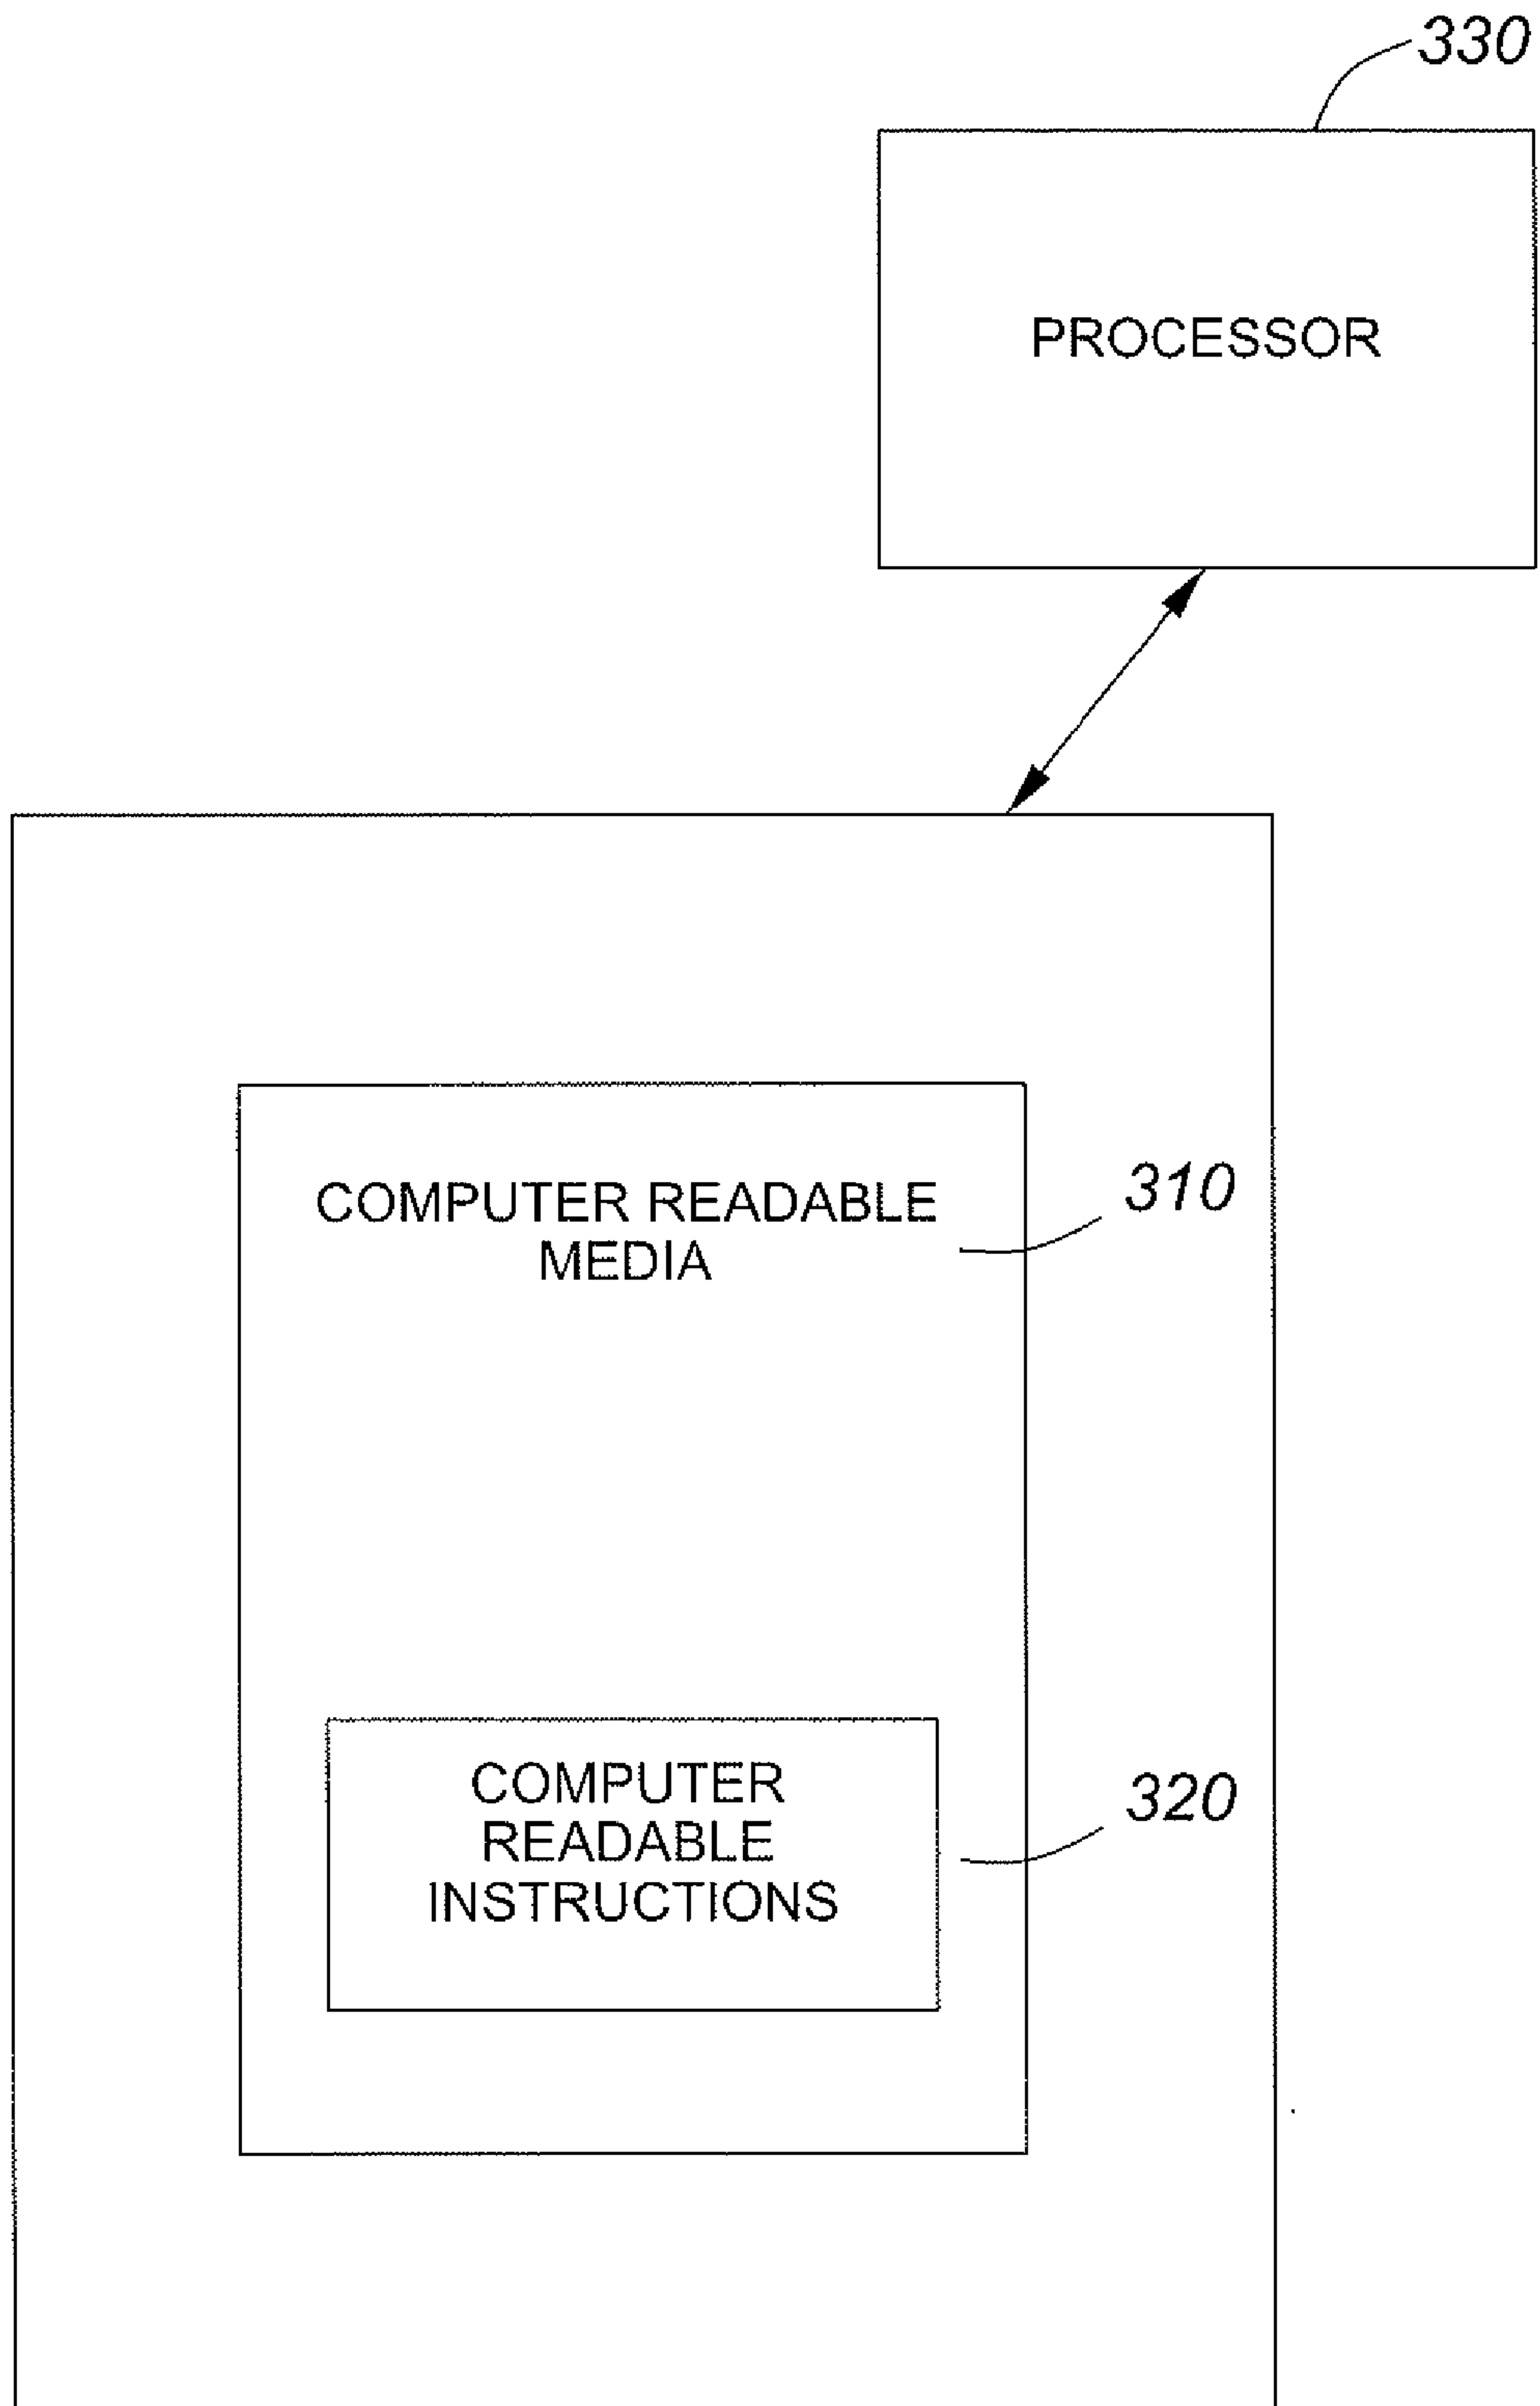 330
PROCESSOR
COMPUTER READABLE
MEDIA
310
COMPUTER
READABLE
INSTRUCTIONS
320